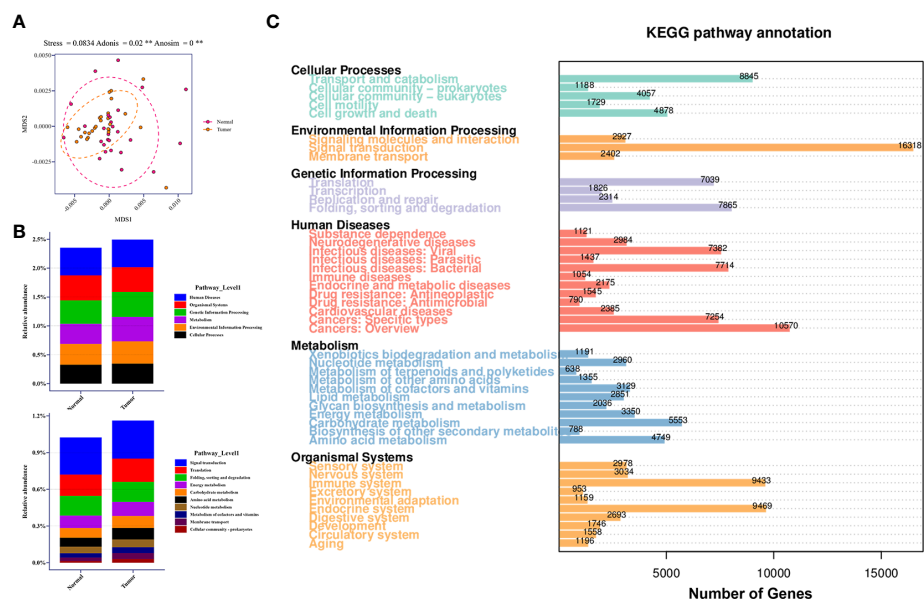 A
Stress = 0.0834 Adonis = 0.02 ** Anosim = 0 **
0.0050
0.0025
0.0000
-0.0025
MDS2
-0.005
0.000
0.005
0.010
MDS1
Normal
Tumor
B
2.5%
2.0%
1.5%
1.0%
0.5%
0.0%
Relative abundance
Normal
Tumor
Pathway_Level1
Human Diseases
Organismal Systems
Genetic Information Processing
Metabolism
Environmental Information Processing
Cellular Processes
1.2%
0.9%
0.6%
0.3%
0.0%
Relative abundance
Normal
Tumor
Pathway_Level1
Signal transduction
Translation
Folding, sorting and degradation
Energy metabolism
Carbohydrate metabolism
Amino acid metabolism
Nucleotide metabolism
Metabolism of cofactors and vitamins
Membrane transport
Cellular community - prokaryotes
C
KEGG pathway annotation
Cellular Processes
Transport and catabolism 8845
Cellular community – prokaryotes 1188
Cellular community – eukaryotes 4057
Cell motility 1729
Cell growth and death 4878
Environmental Information Processing
Signaling molecules and interaction 2927
Signal transduction 16318
Membrane transport 2402
Genetic Information Processing
Translation 7039
Transcription 1826
Replication and repair 2314
Folding, sorting and degradation 7865
Human Diseases
Substance dependence 1121
Neurodegenerative diseases 2984
Infectious diseases: Viral 7382
Infectious diseases: Parasitic 1437
Infectious diseases: Bacterial 7714
Immune diseases 1054
Endocrine and metabolic diseases 2175
Drug resistance: Antineoplastic 1545
Drug resistance: Antimicrobial 790
Cardiovascular diseases 2385
Cancers: Specific types 7254
Cancers: Overview 10570
Metabolism
Xenobiotics biodegradation and metabolis 1191
Nucleotide metabolism 2960
Metabolism of terpenoids and polyketides 638
Metabolism of other amino acids 1355
Metabolism of cofactors and vitamins 3129
Lipid metabolism 2851
Glycan biosynthesis and metabolism 2036
Energy metabolism 3350
Carbohydrate metabolism 5553
Biosynthesis of other secondary metabolit 788
Amino acid metabolism 4749
Organismal Systems
Sensory system 2978
Nervous system 3034
Immune system 9433
Excretory system 953
Environmental adaptation 1159
Endocrine system 9469
Digestive system 2693
Development 1746
Circulatory system 1558
Aging 1196
5000
10000
15000
Number of Genes